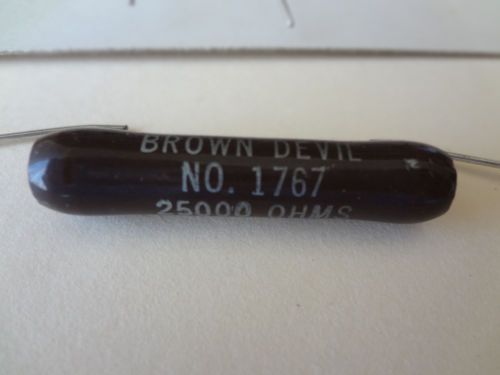 BROWN DEVIL
NO. 1767
25000 OHMS